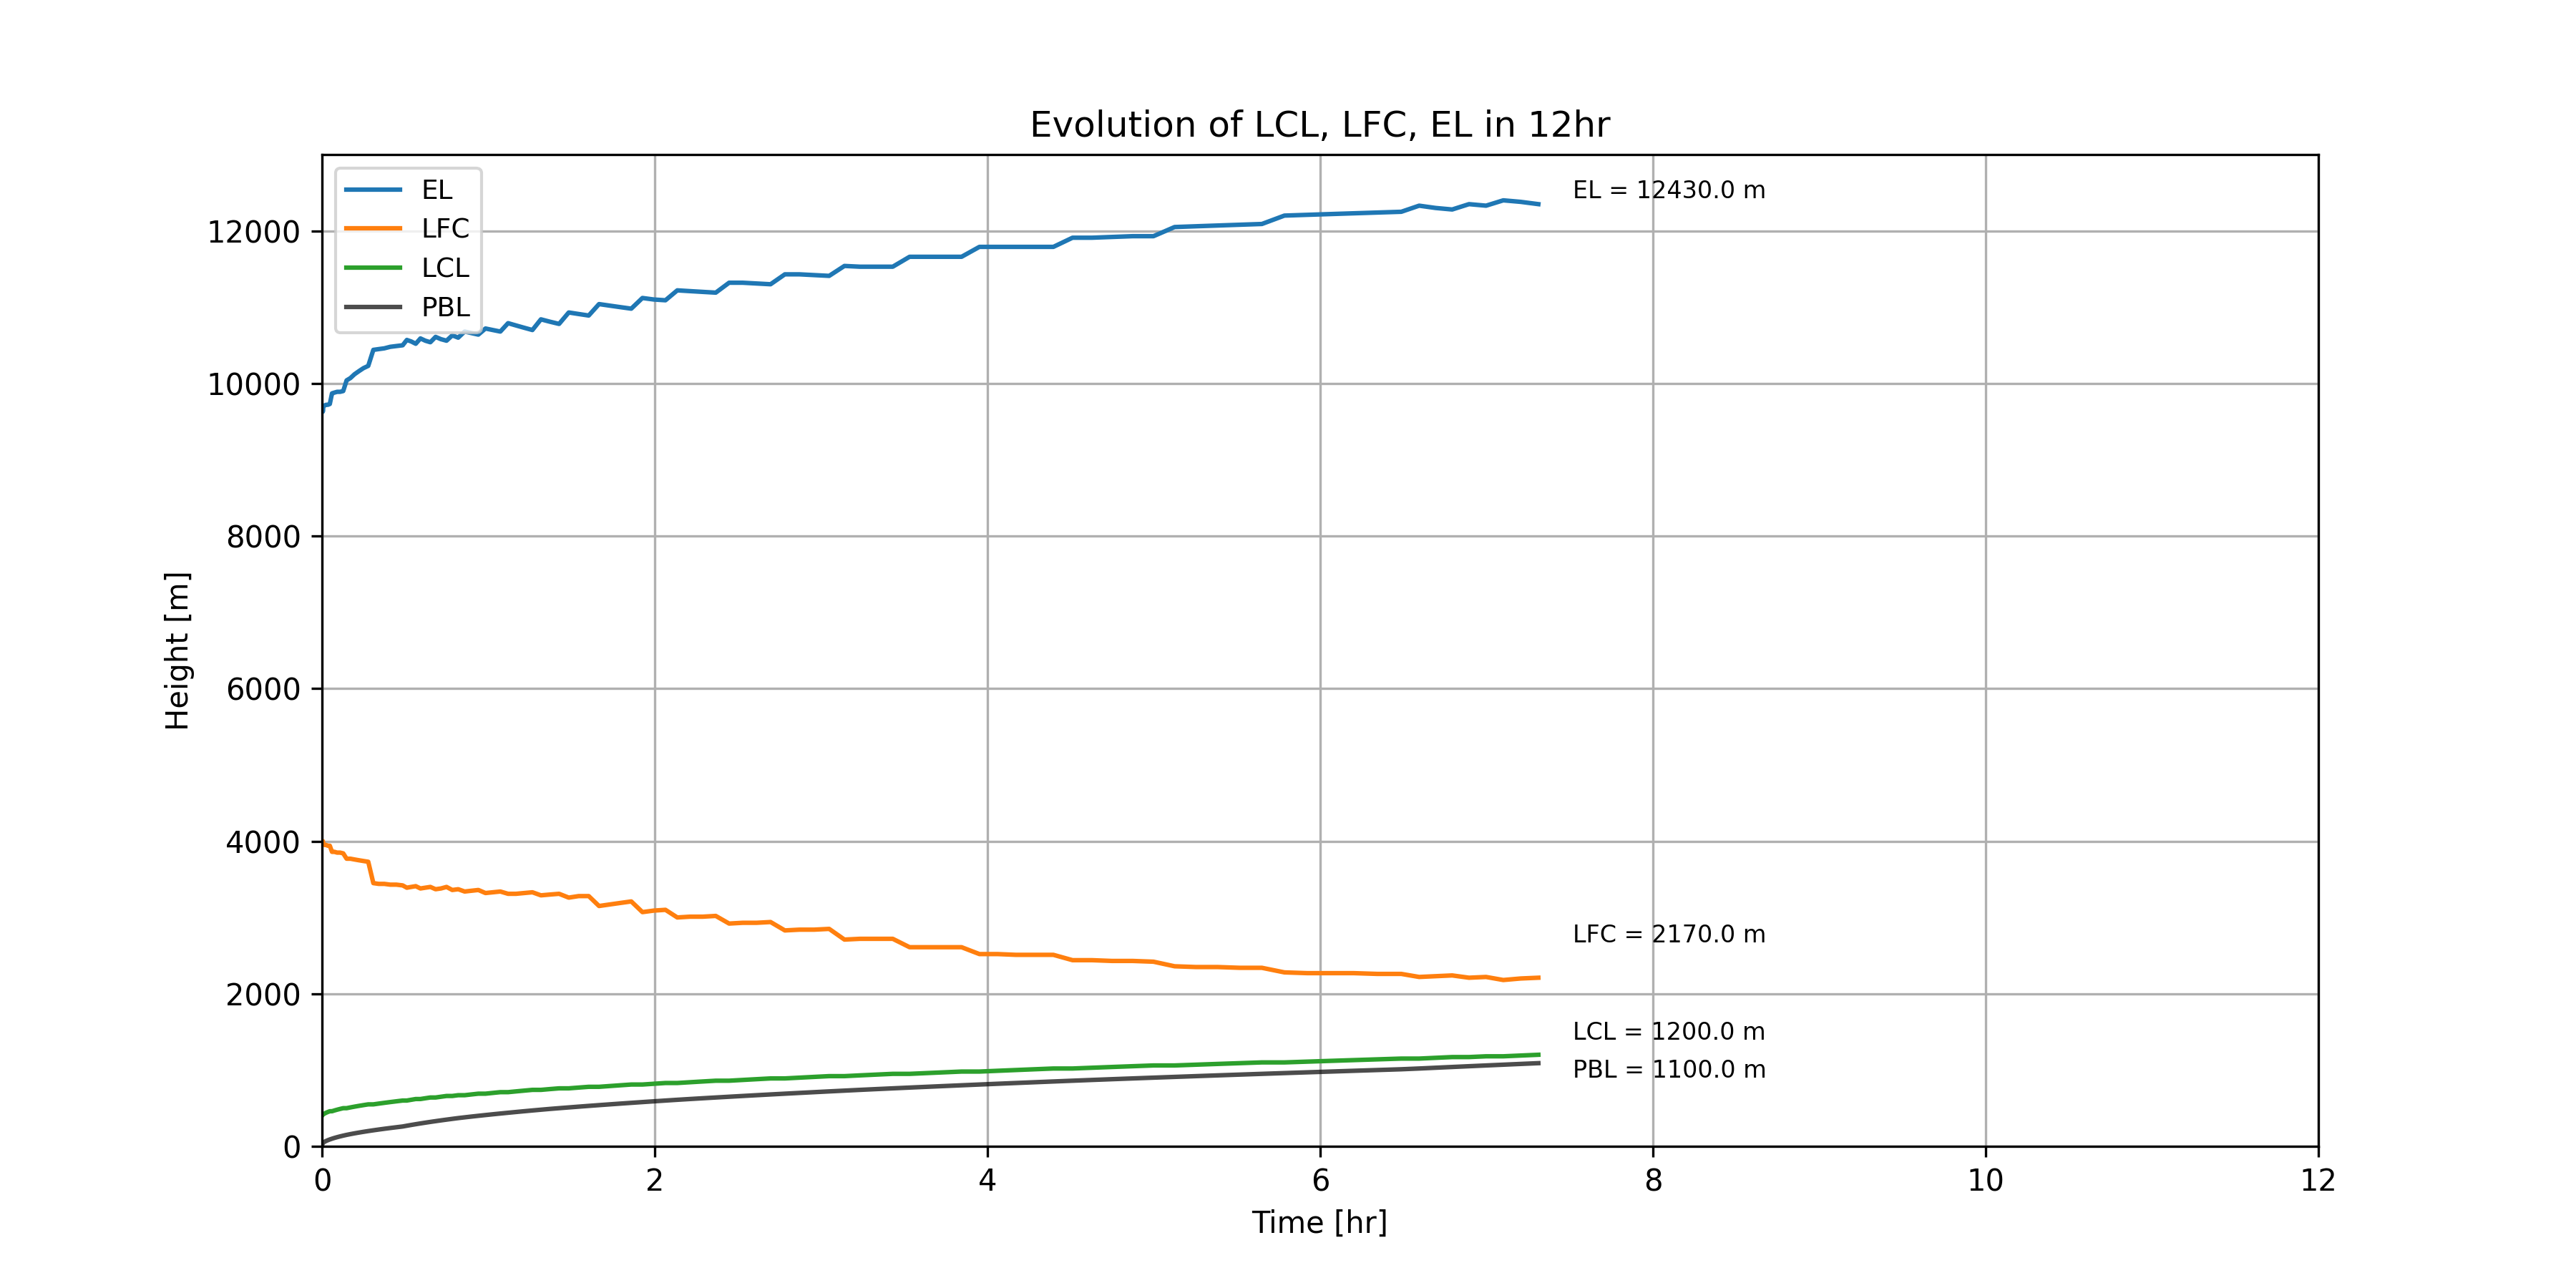 Evolution of LCL, LFC, EL in 12hr
EL
LFC
LCL
PBL
EL = 12430.0 m
LFC = 2170.0 m
LCL = 1200.0 m
PBL = 1100.0 m
Height [m]
12000
10000
8000
6000
4000
2000
0
0 2 4 6 8 10 12
Time [hr]